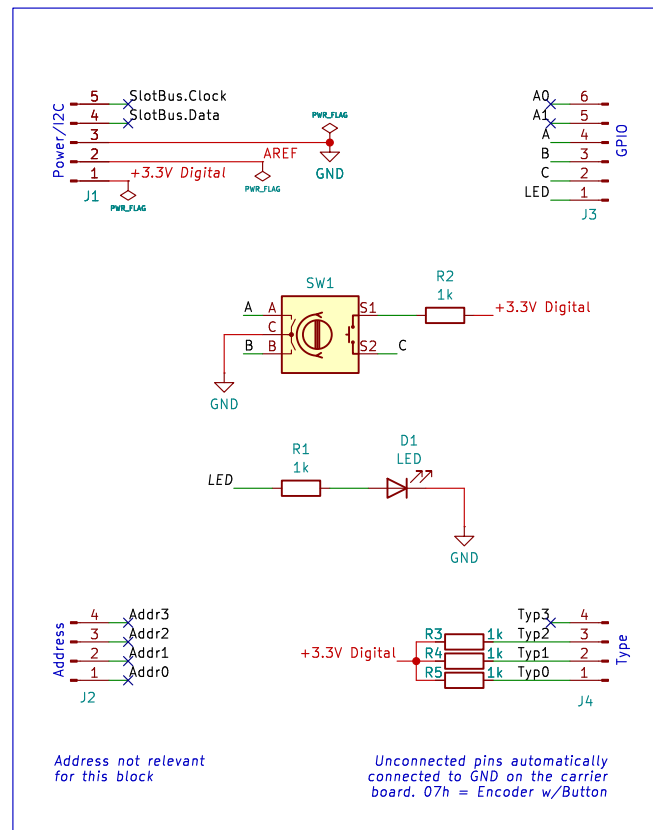 5 SlotBus.Clock
4 SlotBus.Data
3
2 AREF
1 +3.3V Digital
Power/I2C
J1
PWR_FLAG
GND
PWR_FLAG
PWR_FLAG
A0 6
A1 5
A 4
B 3
C 2
LED 1
GPIO
J3
SW1
A A
C
B B
S1
S2 C
R2
1k
+3.3V Digital
GND
R1
1k
LED
D1
LED
GND
4 Addr3
3 Addr2
2 Addr1
1 Addr0
Address
J2
+3.3V Digital
R3 1k Typ3 4
R4 1k Typ2 3
R5 1k Typ1 2
Typ0 1
Type
J4
Address not relevant
for this block
Unconnected pins automatically
connected to GND on the carrier
board. 07h = Encoder w/Button